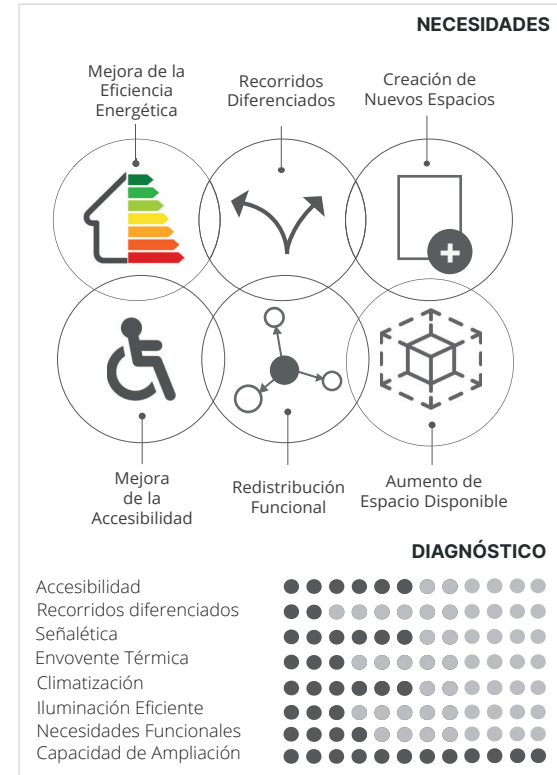 NECESIDADES
Mejora de la
Eficiencia
Energética
Recorridos
Diferenciados
Creación de
Nuevos Espacios
Mejora
de la
Accesibilidad
Redistribución
Funcional
Aumento de
Espacio Disponible
DIAGNÓSTICO
Accesibilidad
Recorridos diferenciados
Señalética
Envovente Térmica
Climatización
Iluminación Eficiente
Necesidades Funcionales
Capacidad de Ampliación